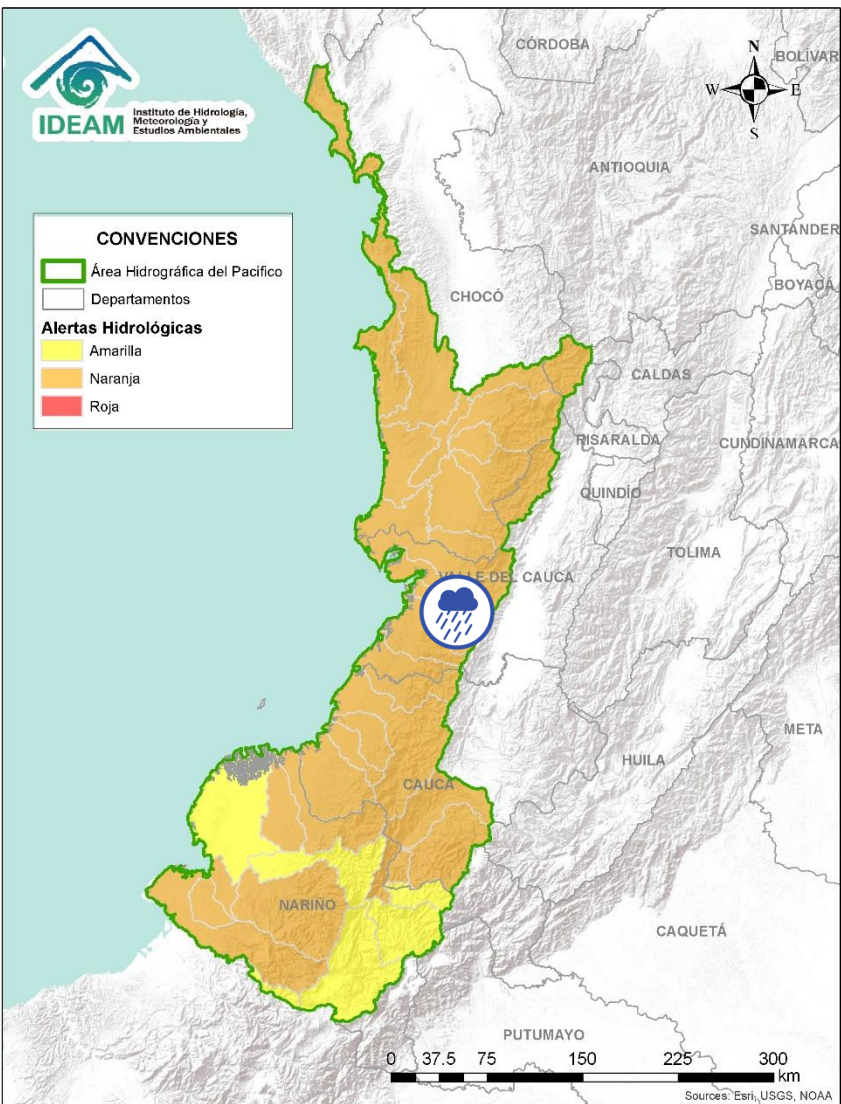 IDEAM
Instituto de Hidrología,
Meteorología y
Estudios Ambientales
CÓRDOBA
N
BOLÍVAR
W
E
S
ANTIOQUIA
SANTANDER
BOYACÁ
CONVENCIONES
Área Hidrográfica del Pacifico
Departamentos
Alertas Hidrológicas
Amarilla
Naranja
Roja
CHOCÓ
CALDAS
RISARALDA
CUNDINAMARCA
QUINDÍO
TOLIMA
VALLE DEL CAUCA
META
HUILA
CAUCA
NARIÑO
CAQUETÁ
PUTUMAYO
0 37.5 75 150 225 300
km
Sources: Esri, USGS, NOAA